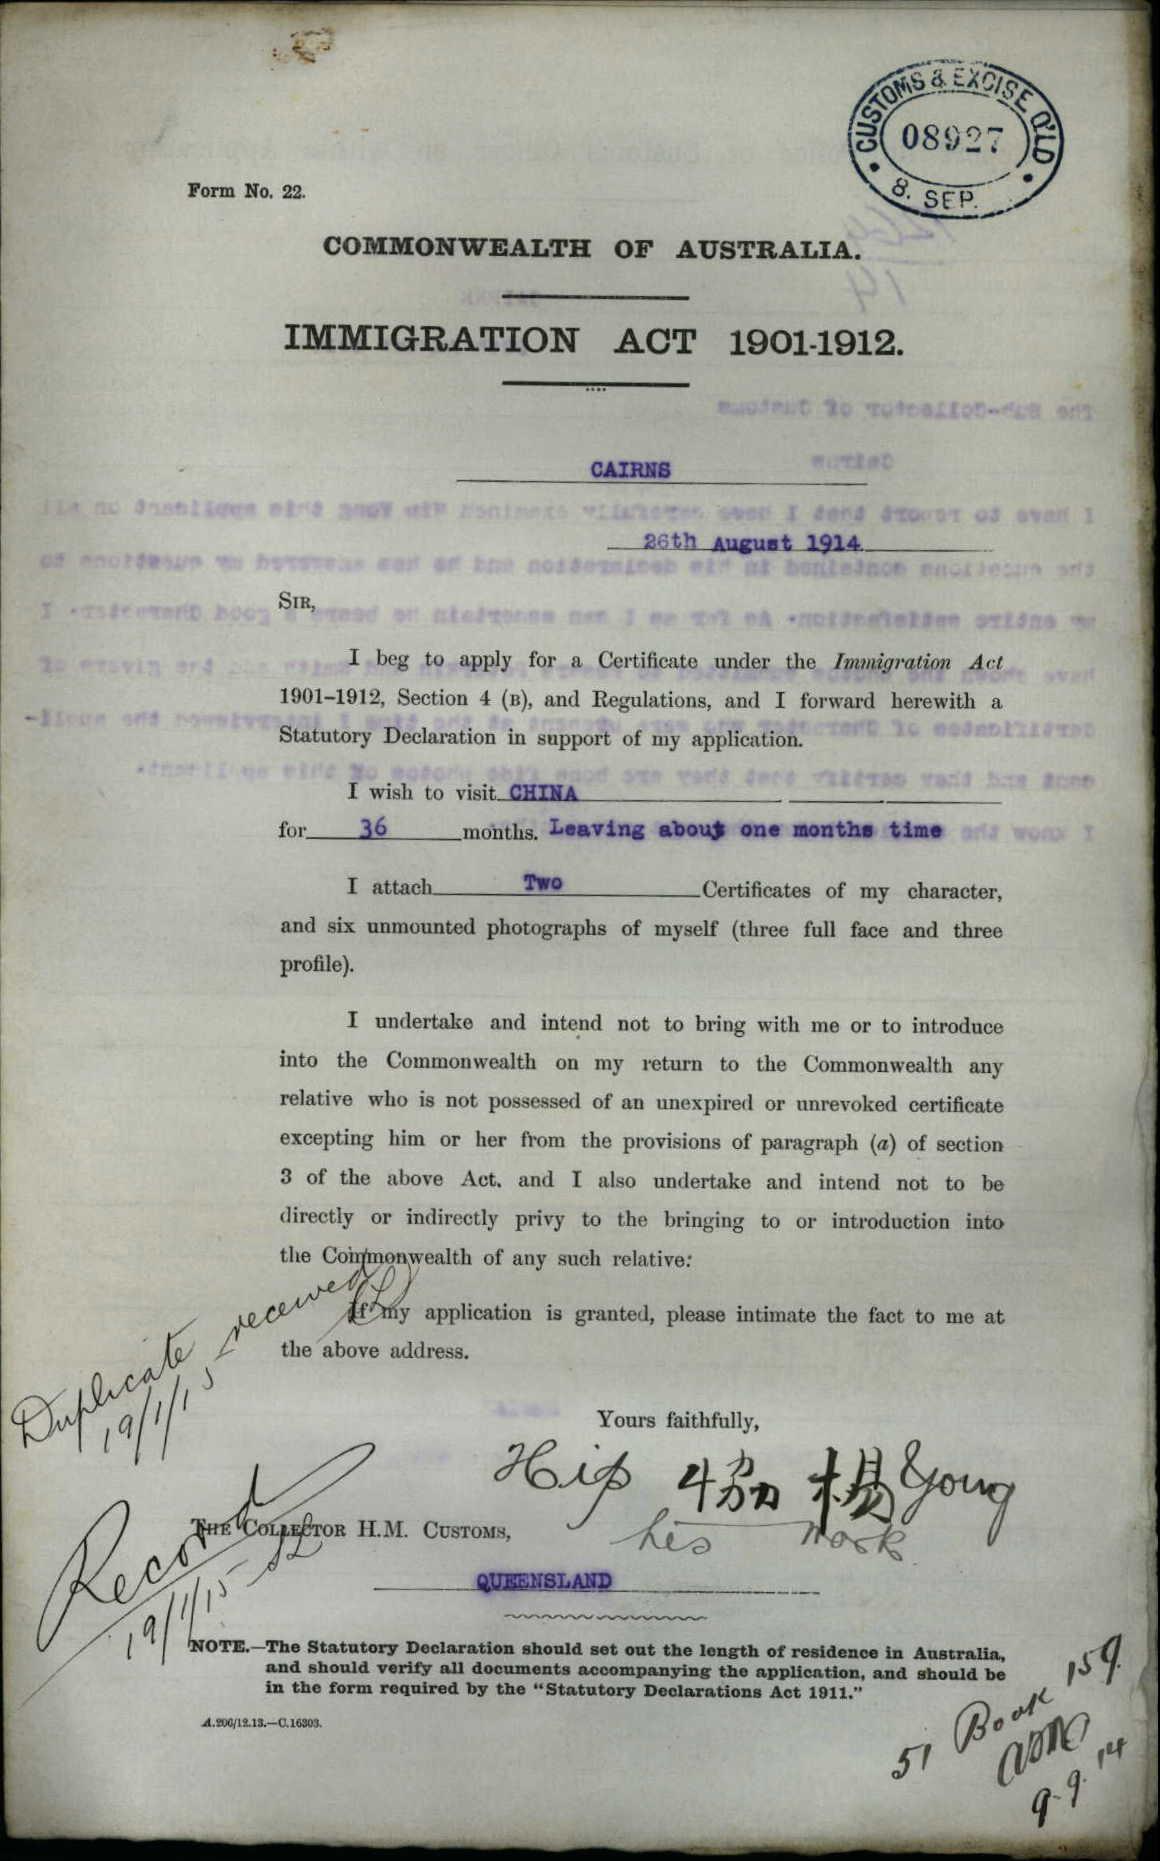 CUSTOMS & EXCISE Q'LD
08927
8. SEP.
Form No. 22.
COMMONWEALTH OF AUSTRALIA.
IMMIGRATION ACT 1901-1912.
CAIRNS
26th August 1914
SIR,
I beg to apply for a Certificate under the Immigration Act
1901–1912, Section 4 (B), and Regulations, and I forward herewith a
Statutory Declaration in support of my application.
I wish to visit CHINA
for 36 months. Leaving about one months time
I attach Two Certificates of my character,
and six unmounted photographs of myself (three full face and three
profile).
I undertake and intend not to bring with me or to introduce
into the Commonwealth on my return to the Commonwealth any
relative who is not possessed of an unexpired or unrevoked certificate
excepting him or her from the provisions of paragraph (a) of section
3 of the above Act. and I also undertake and intend not to be
directly or indirectly privy to the bringing to or introduction into
the Commonwealth of any such relative:
If my application is granted, please intimate the fact to me at
the above address.
Duplicate received
19/1/15
Yours faithfully,
Hip 協 楊 Yong
his mark
THE COLLECTOR H.M. CUSTOMS,
QUEENSLAND
Record
19/1/15
NOTE.—The Statutory Declaration should set out the length of residence in Australia,
and should verify all documents accompanying the application, and should be
in the form required by the "Statutory Declarations Act 1911."
A.206/12.13.—C.16303.
51 Book 159.
9.9.14